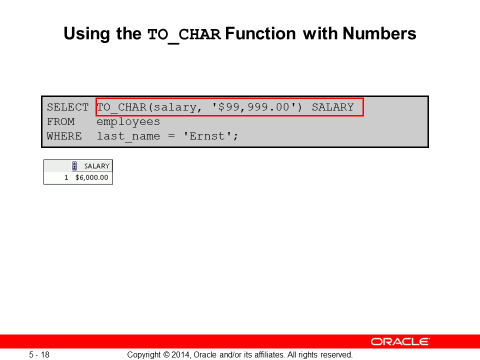 Using the TO_CHAR Function with Numbers
SELECT TO_CHAR(salary, '$99,999.00') SALARY
FROM employees
WHERE last_name = 'Ernst';
SALARY
1 $6,000.00
ORACLE
5 - 18 Copyright © 2014, Oracle and/or its affiliates. All rights reserved.